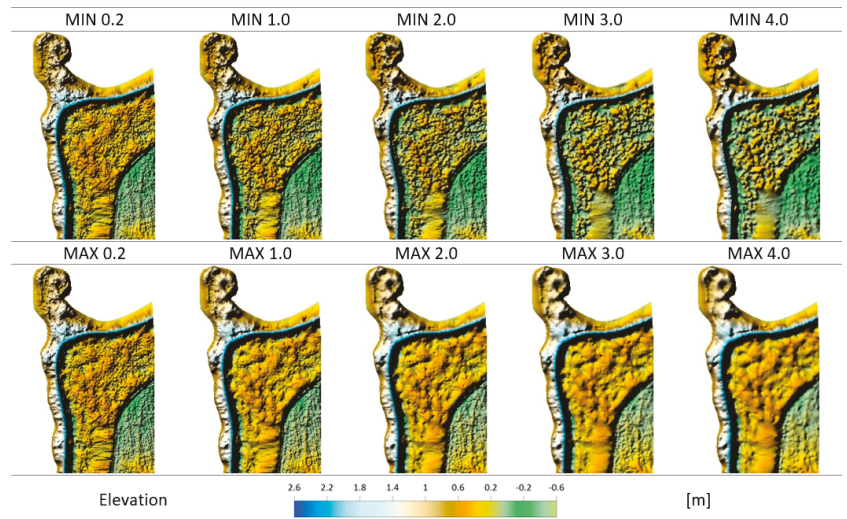 MIN 0.2 MIN 1.0 MIN 2.0 MIN 3.0 MIN 4.0
MAX 0.2 MAX 1.0 MAX 2.0 MAX 3.0 MAX 4.0
2.6 2.2 1.8 1.4 1 0.6 0.2 -0.2 -0.6
Elevation [m]